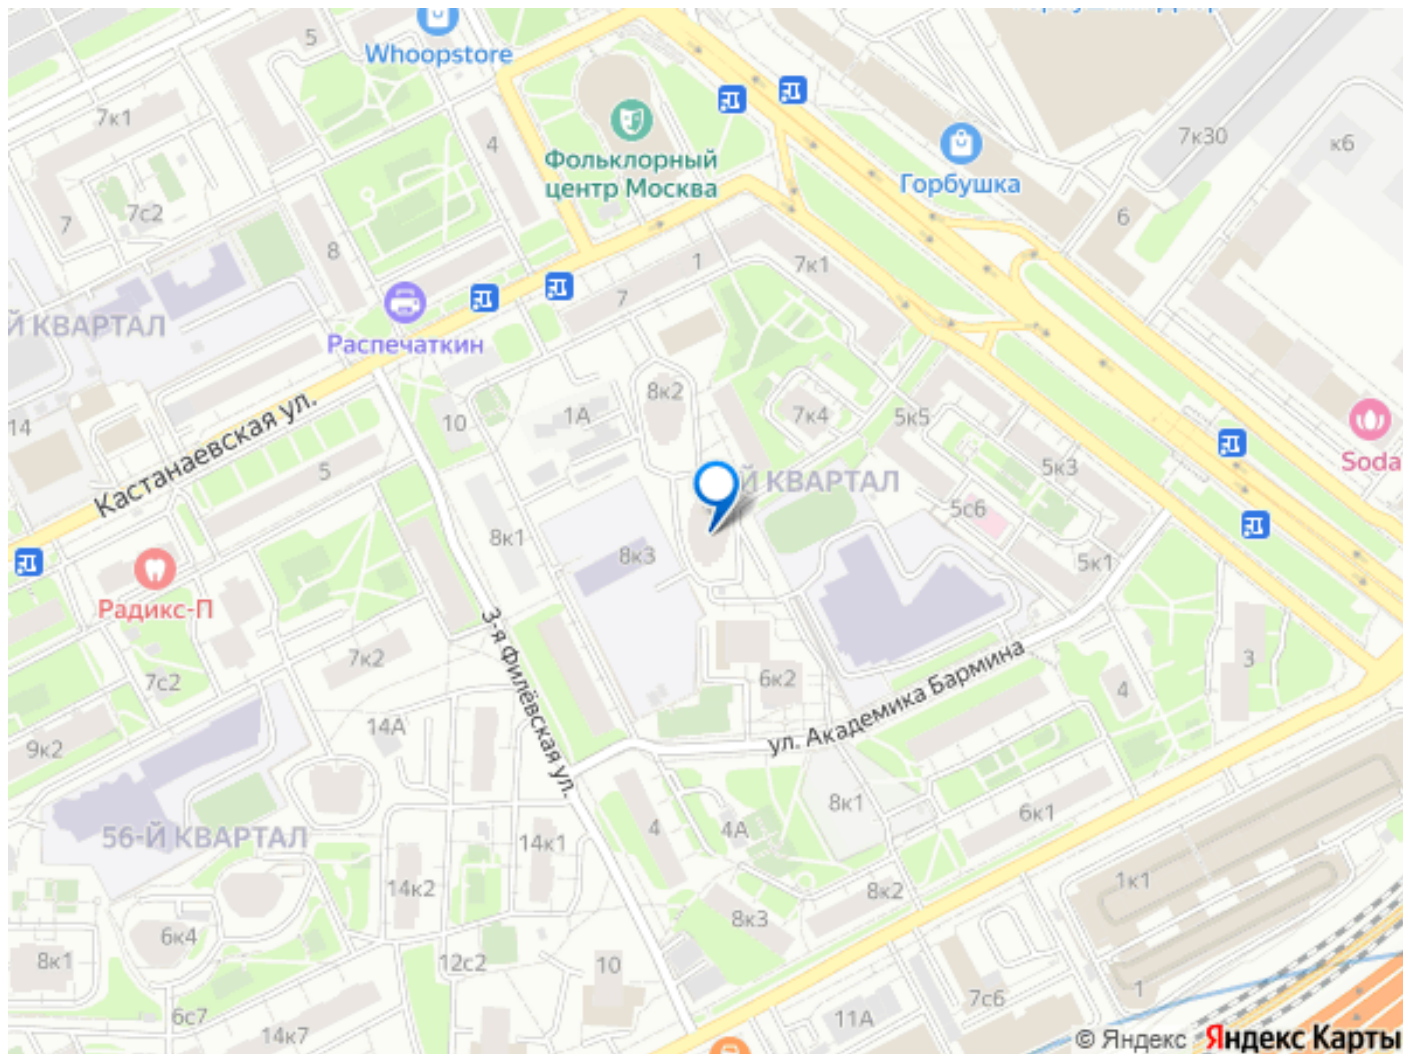 Whoopstore
5
7к1
4
Фольклорный
центр Москва
Горбушка
7к30
к6
7
7с2
8
6
1
7к1
7
Й КВАРТАЛ
Распечаткин
8к2
1А
7к4
5к5
14
10
Кастанаевская ул.
5
Й КВАРТАЛ
5к3
Soda
5с6
8к1
8к3
5к1
Радикс-П
3-я Филёвская ул.
7к2
7с2
6к2
ул. Академика Бармина
3
4
14А
9к2
8к1
6к1
4
4А
56-Й КВАРТАЛ
14к1
14к2
8к2
1к1
8к3
6к4
8к1
12с2
10
7с6
1
6с7
14к7
11А
© Яндекс Яндекс Карты